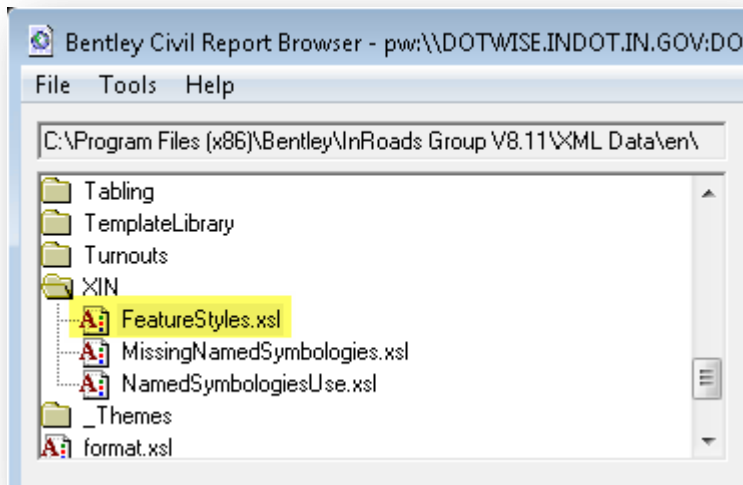 Bentley Civil Report Browser - pw:\\DOTWISE.INDOT.IN.GOV:DO
File Tools Help
C:\Program Files (x86)\Bentley\InRoads Group V8.11\XML Data\en\
Tabling
TemplateLibrary
Turnouts
XIN
FeatureStyles.xsl
MissingNamedSymbologies.xsl
NamedSymbologiesUse.xsl
_Themes
format.xsl